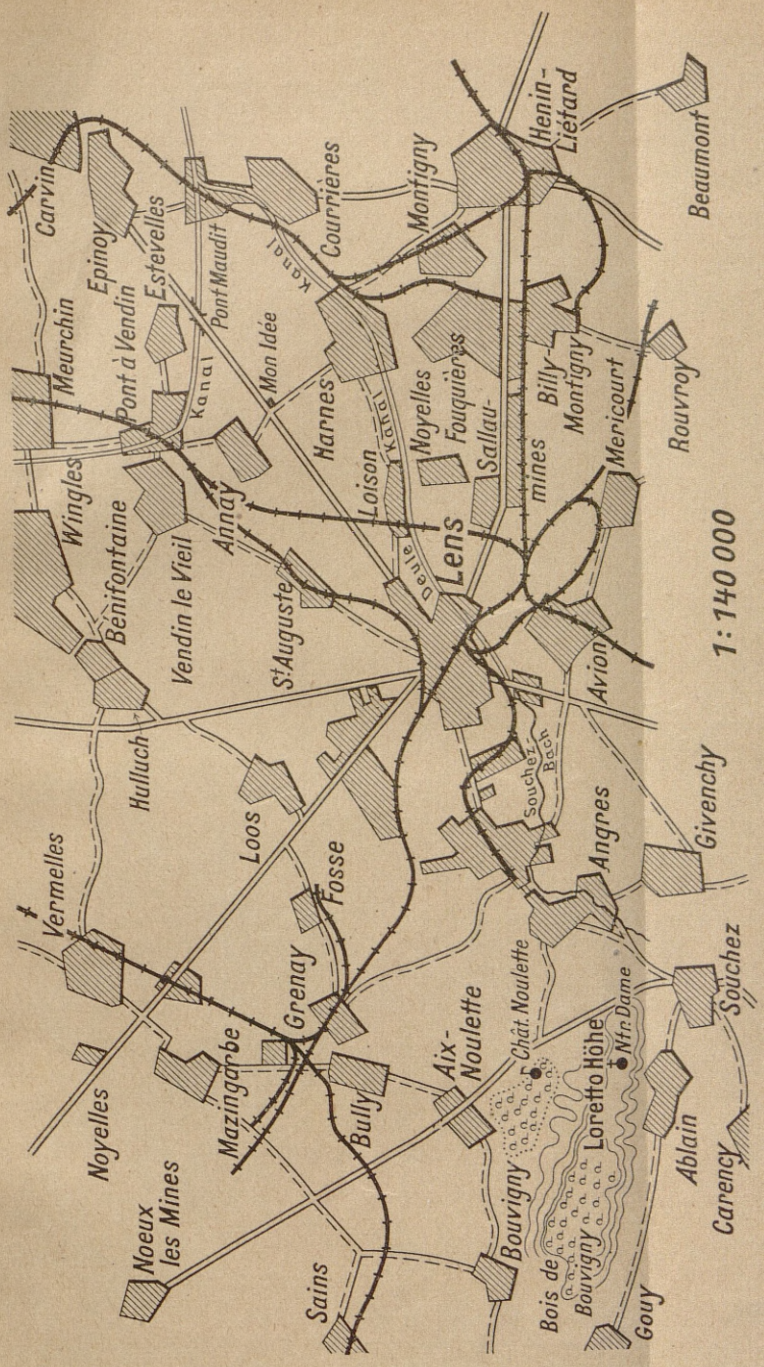 Noeux
les Mines
Noyelles
Vermelles
Hulluch
Wingles
Meurchin
Carvin
Bénifontaine
Pont à Vendin
Epinoy
Estevelles
Kanal
Pont Maudit
Vendin le Vieil
Annay
Mon Idée
Mazingarbe
Loos
St Auguste
Harnes
Kanal
Courrières
Sains
Grenay
Fosse
Bully
Loison
Kanal
Deule
Noyelles
Fouquières
Montigny
Lens
Sallau-
mines
Aix-
Noulette
Bouvigny
Chât. Noulette
Souchez-
Bach
Billy-
Montigny
Henin-
Liétard
Bois de
Bouvigny
Loretto Höhe
Ntr. Dame
Angres
Avion
Mericourt
Gouy
Ablain
Carency
Souchez
Givenchy
Rouvroy
Beaumont
1:140 000